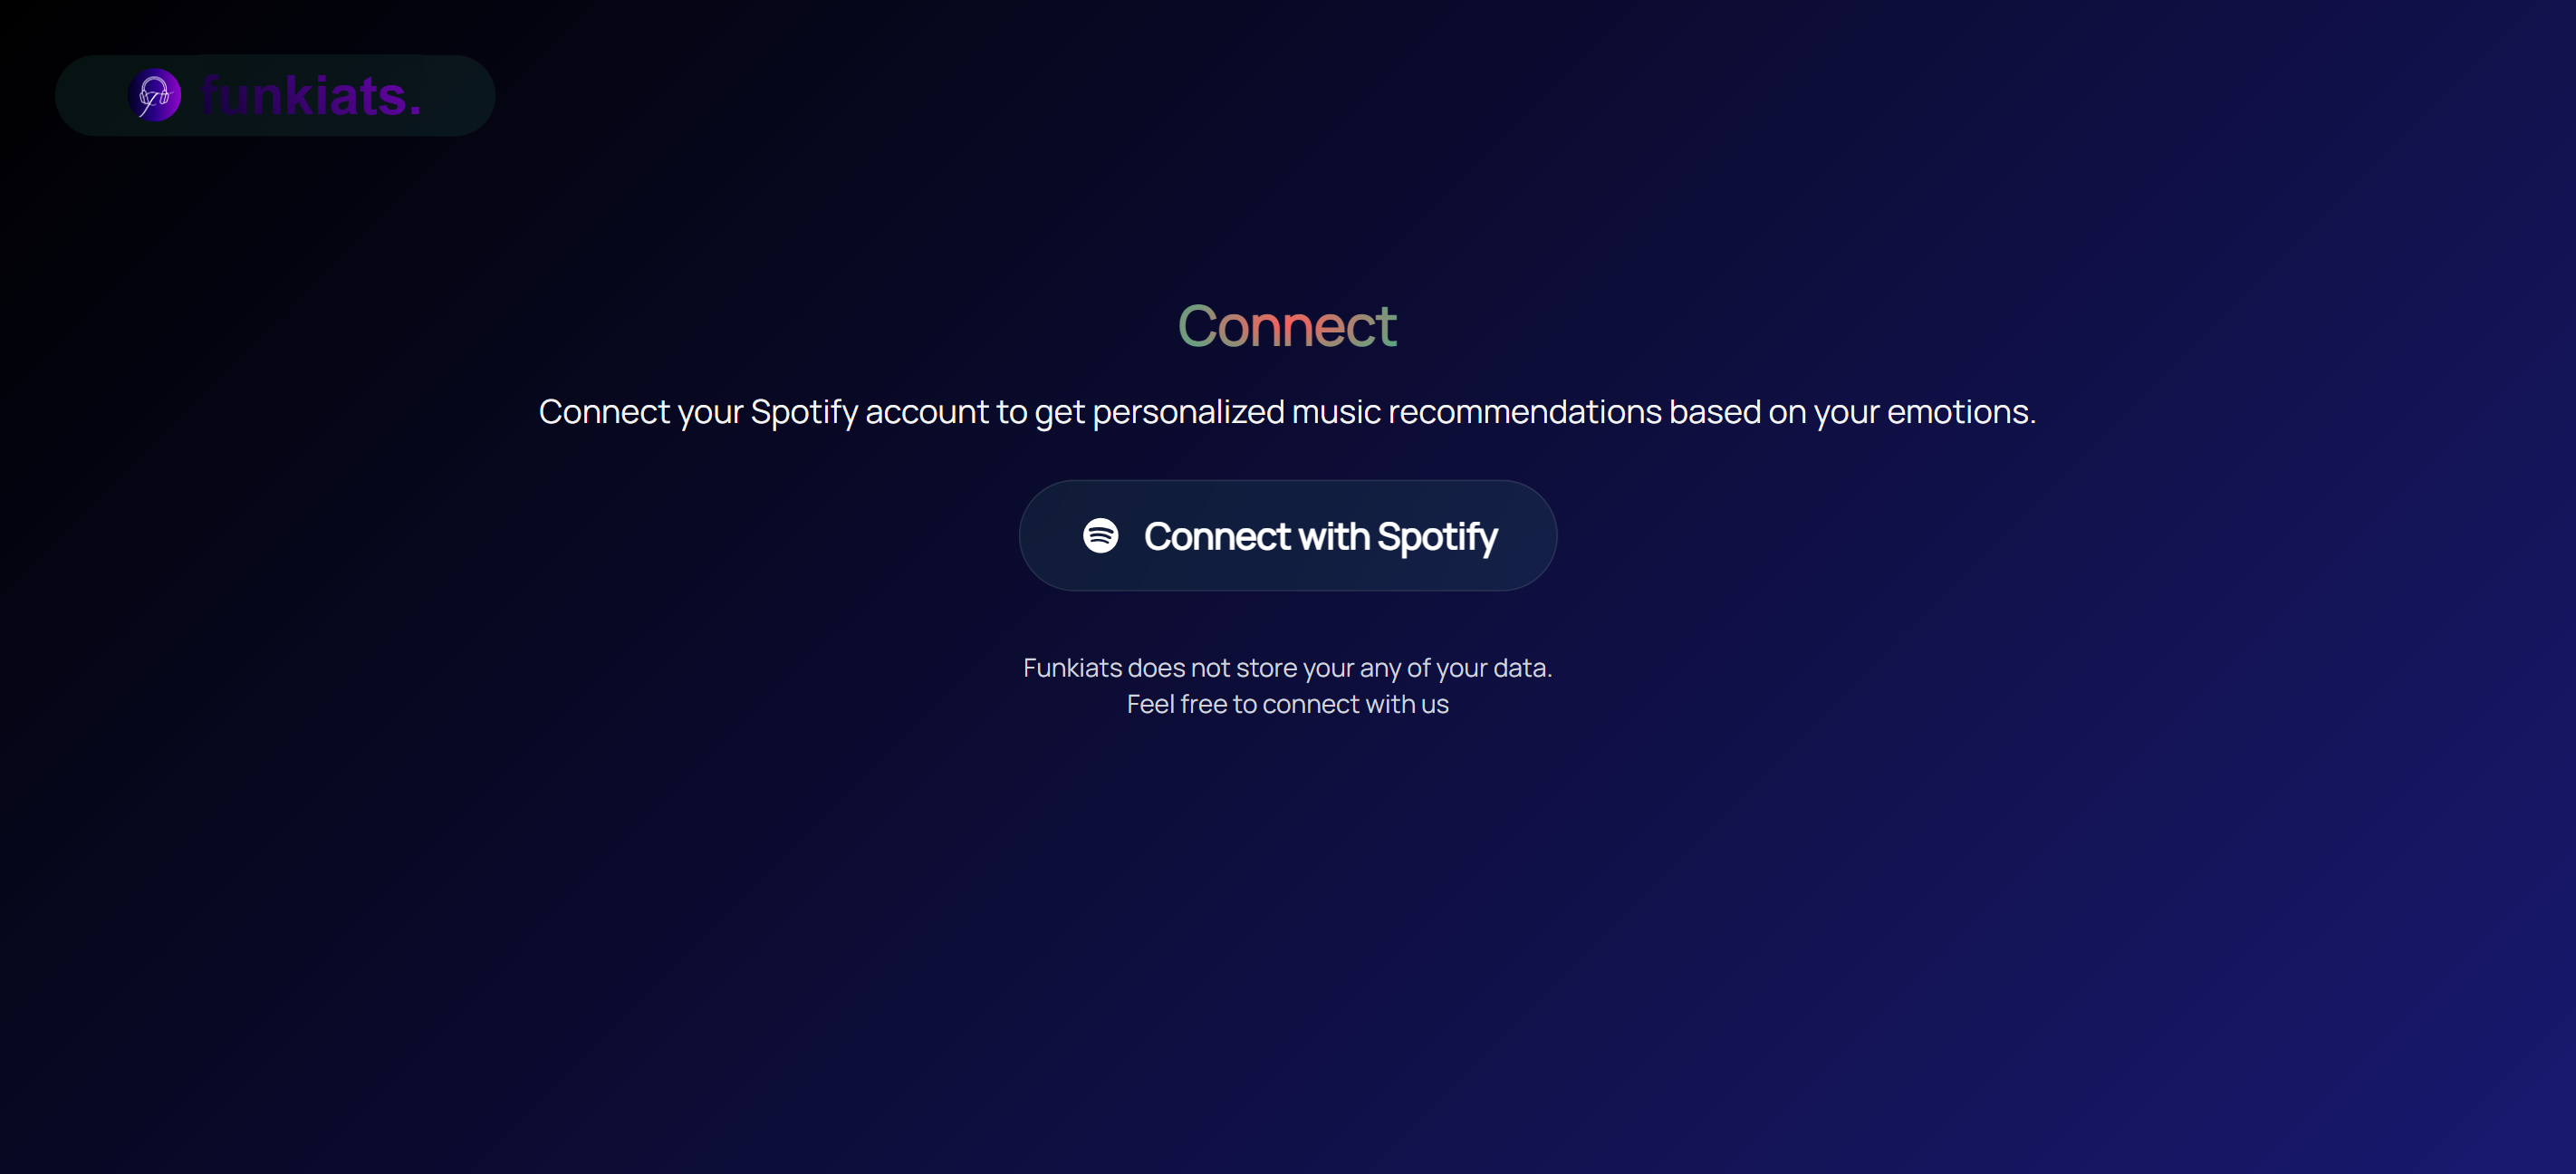 funkiats.
Connect
Connect your Spotify account to get personalized music recommendations based on your emotions.
Connect with Spotify
Funkiats does not store your any of your data.
Feel free to connect with us